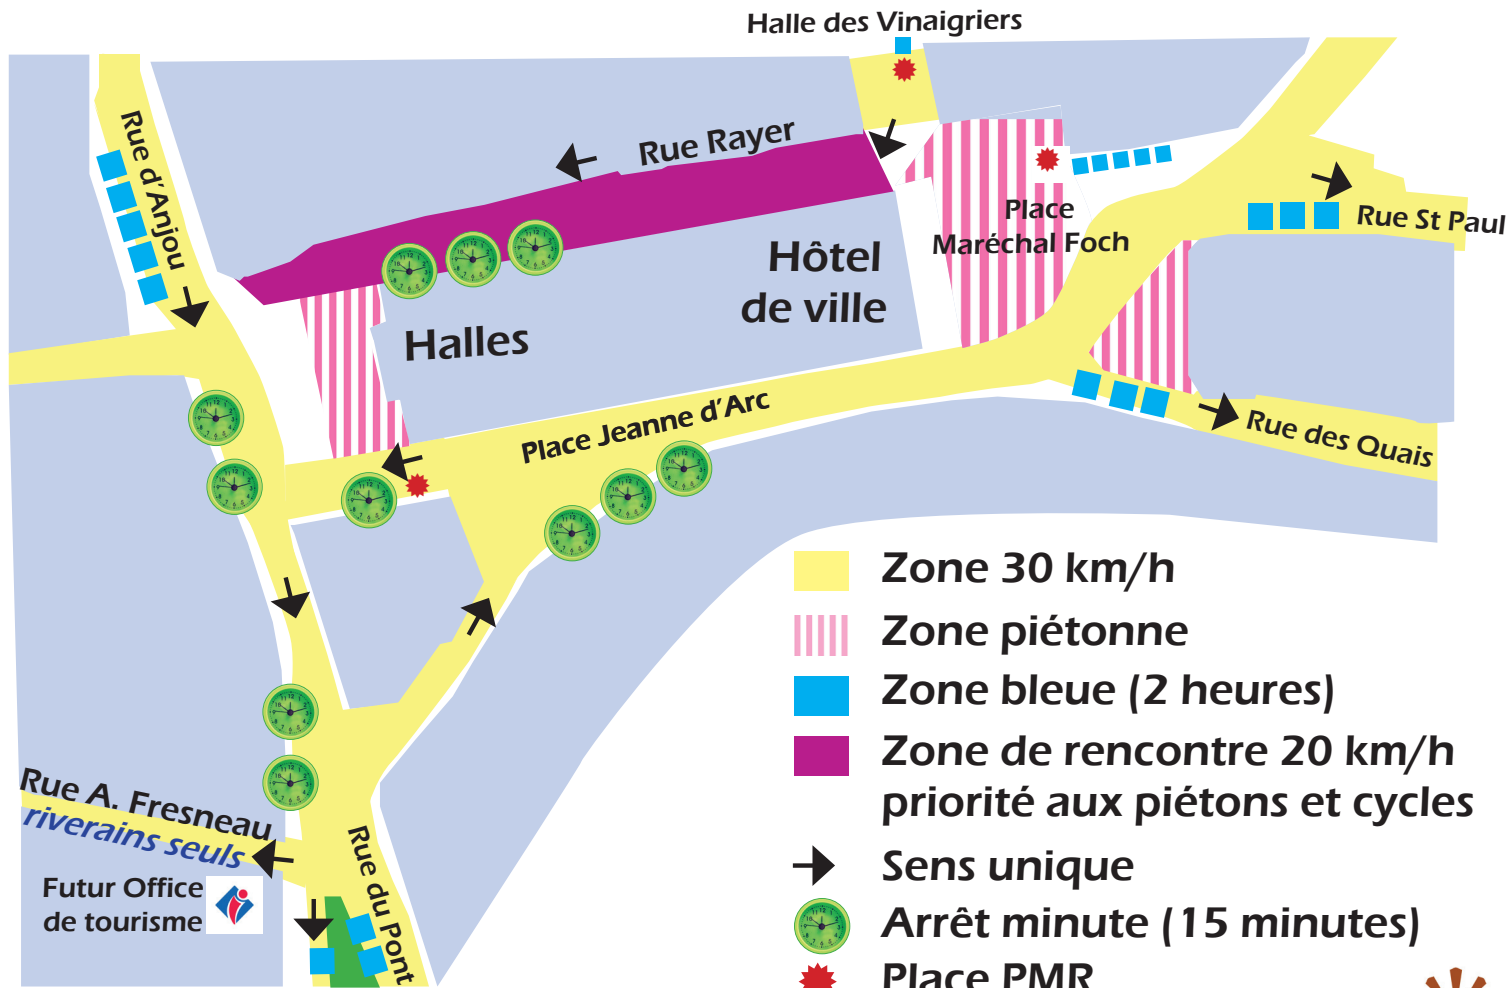 Halle des Vinaigriers
Rue d'Anjou
Rue Rayer
Place
Maréchal Foch
Rue St Paul
Hôtel
de ville
Halles
Place Jeanne d'Arc
Rue des Quais
Zone 30 km/h
Zone piétonne
Zone bleue (2 heures)
Zone de rencontre 20 km/h
priorité aux piétons et cycles
Sens unique
Arrêt minute (15 minutes)
Place PMR
Rue A. Fresneau
riverains seuls
Futur Office
de tourisme
Rue du Pont